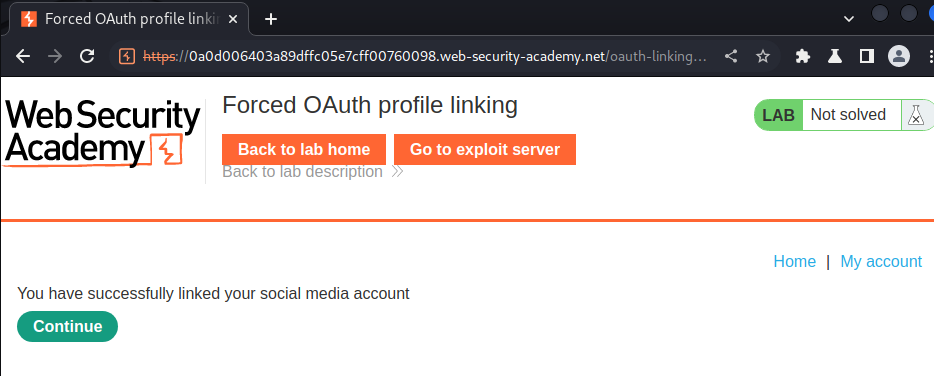 Forced OAuth profile linkin
https://0a0d006403a89dffc05e7cff00760098.web-security-academy.net/oauth-linking...
Web Security
Academy
Forced OAuth profile linking
LAB Not solved
Back to lab home Go to exploit server
Back to lab description
Home | My account
You have successfully linked your social media account
Continue